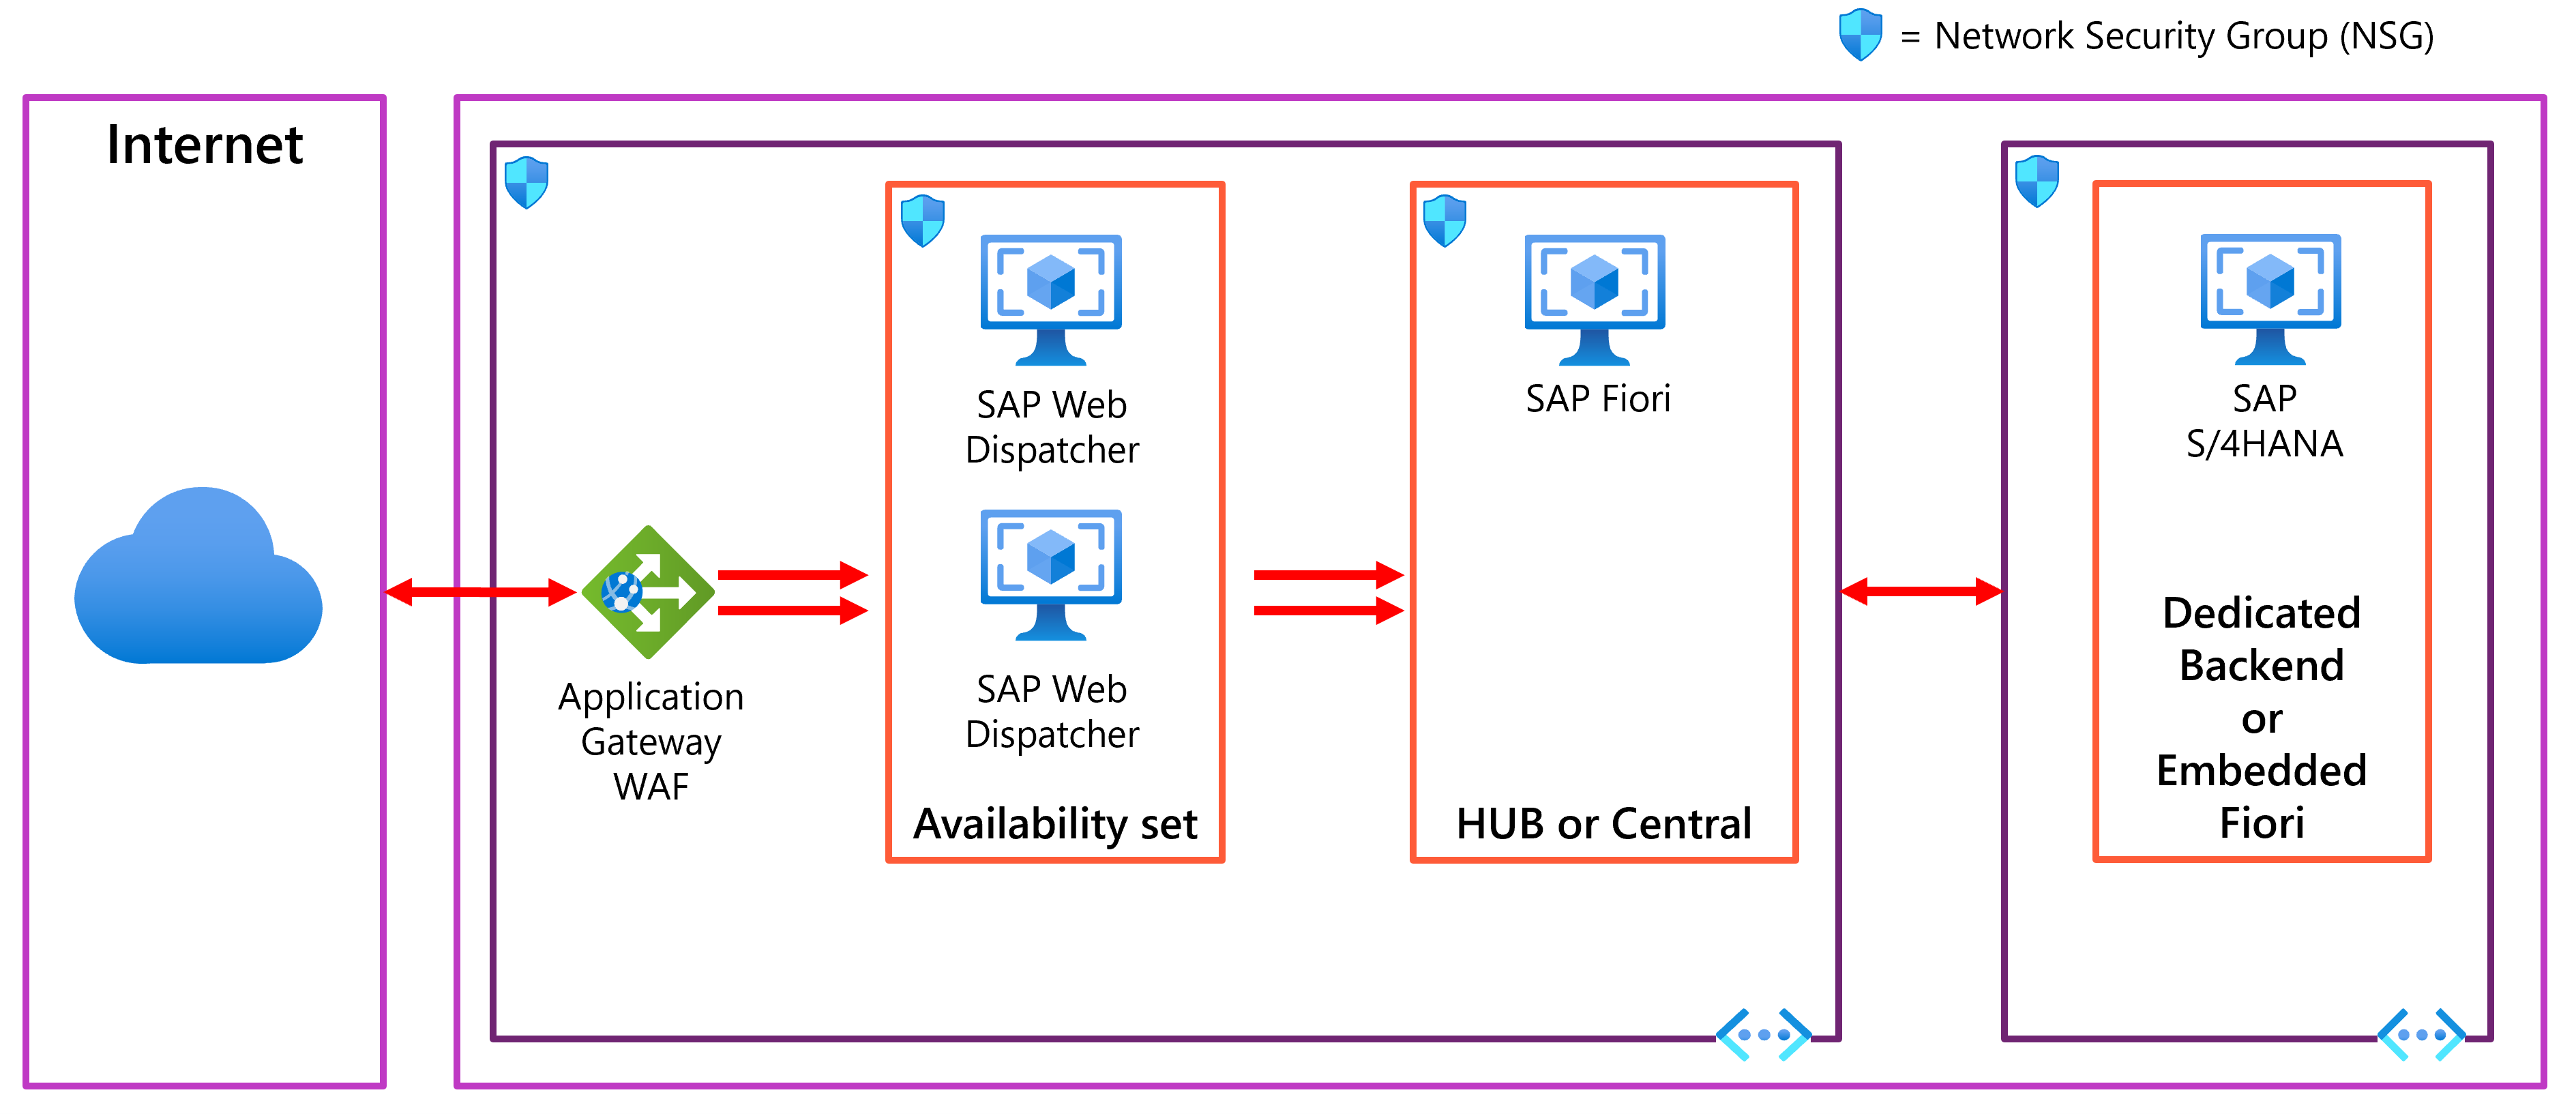 = Network Security Group (NSG)
Internet
Application
Gateway
WAF
SAP Web
Dispatcher
SAP Web
Dispatcher
Availability set
SAP Fiori
HUB or Central
SAP
S/4HANA
Dedicated
Backend
or
Embedded
Fiori